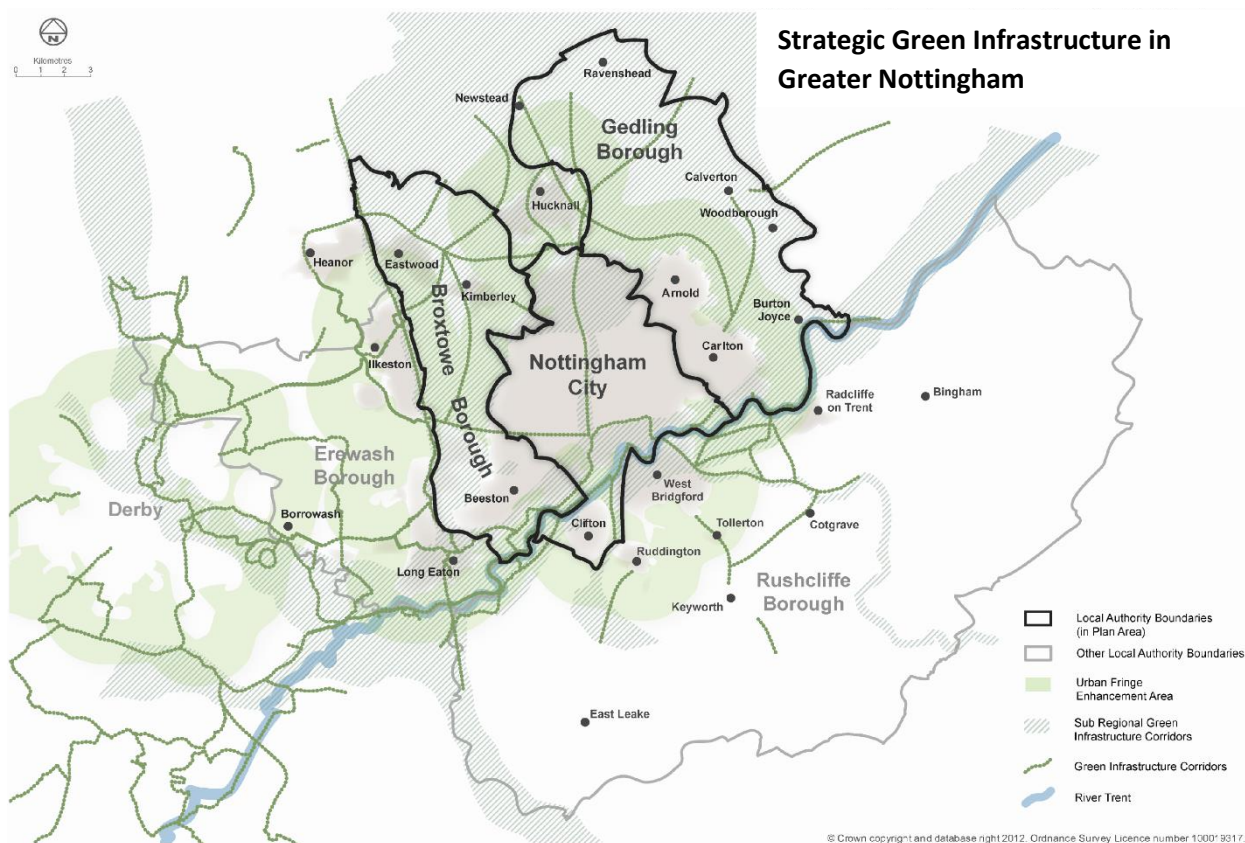 Strategic Green Infrastructure in
Greater Nottingham
N
Kilometres
0 1 2 3
Ravenshead
Newstead
Gedling
Borough
Calverton
Hucknall
Woodborough
Heanor
Eastwood
Kimberley
Arnold
Broxtowe
Borough
Burton
Joyce
Ilkeston
Carlton
Nottingham
City
Radcliffe
on Trent
Bingham
Erewash
Borough
West
Bridgford
Beeston
Derby
Borrowash
Clifton
Tollerton
Cotgrave
Long Eaton
Ruddington
Rushcliffe
Borough
Keyworth
East Leake
Local Authority Boundaries
(in Plan Area)
Other Local Authority Boundaries
Urban Fringe
Enhancement Area
Sub Regional Green
Infrastructure Corridors
Green Infrastructure Corridors
River Trent
© Crown copyright and database right 2012. Ordnance Survey Licence number 100019317.